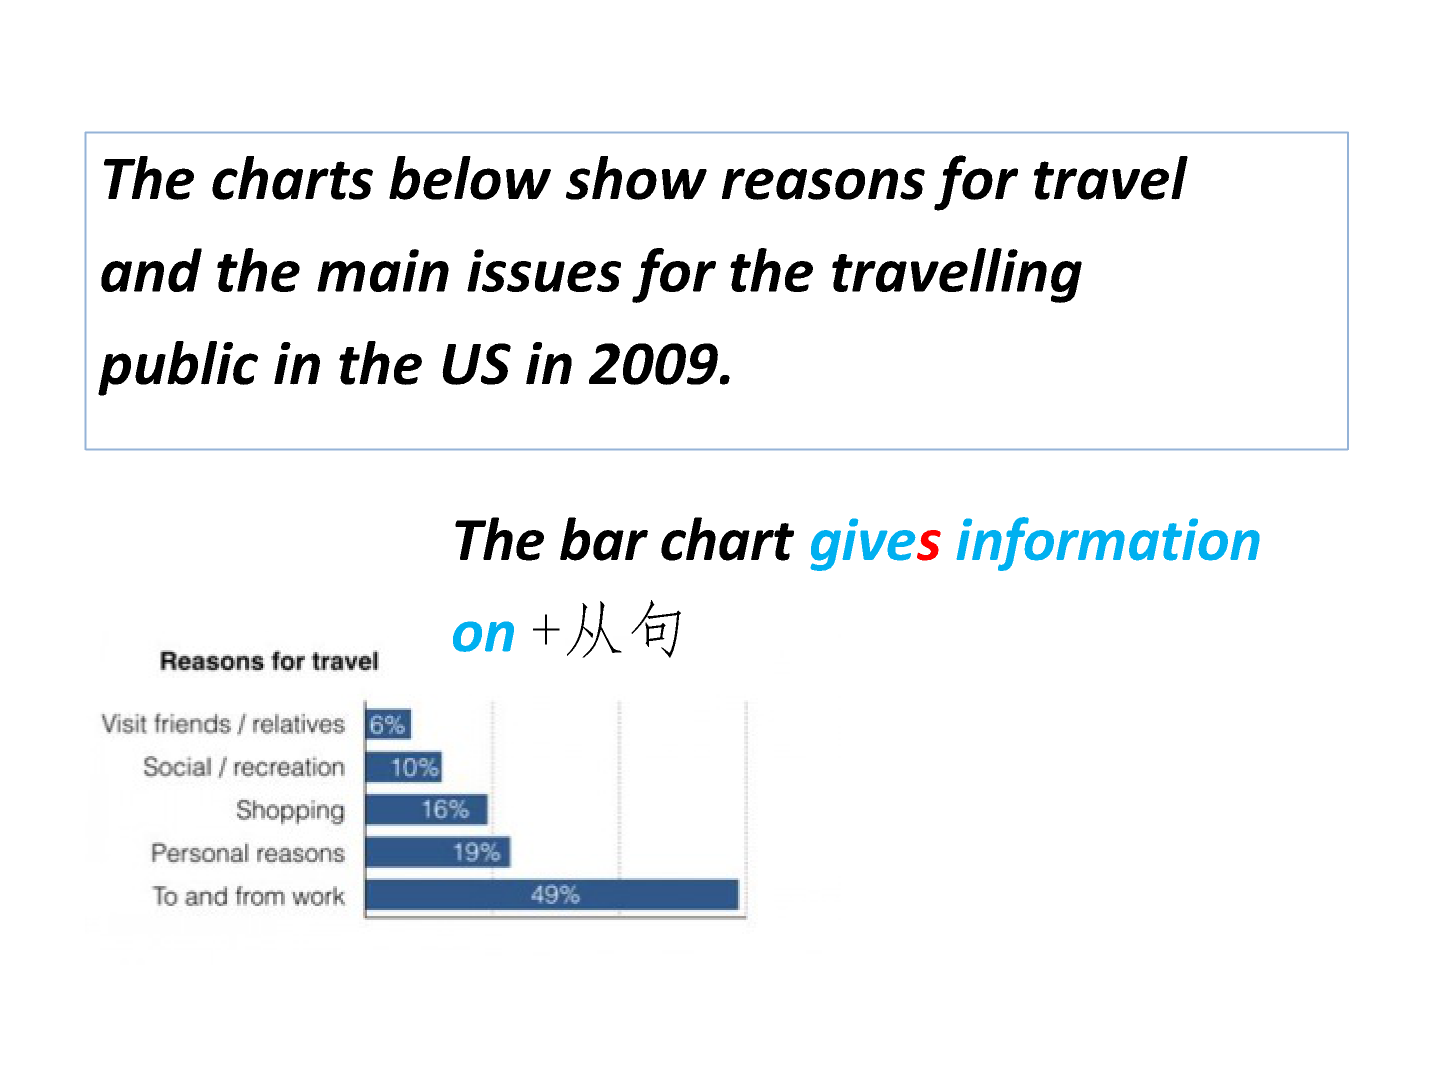 The charts below show reasons for travel
and the main issues for the travelling
public in the US in 2009.
The bar chart gives information
on +从句
Reasons for travel
Visit friends / relatives 6%
Social / recreation 10%
Shopping 16%
Personal reasons 19%
To and from work 49%